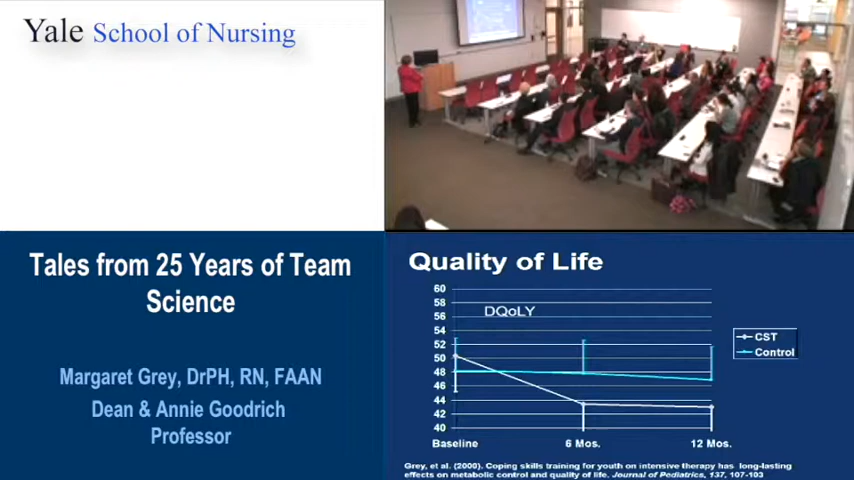 Yale School of Nursing
Tales from 25 Years of Team
Science
Margaret Grey, DrPH, RN, FAAN
Dean & Annie Goodrich
Professor
Quality of Life
60
58
56
54
52
50
48
46
44
42
40
DQoLY
CST
Control
Baseline
6 Mos.
12 Mos.
Grey, et al. (2000). Coping skills training for youth on intensive therapy has long-lasting
effects on metabolic control and quality of life. Journal of Pediatrics, 137, 107-103